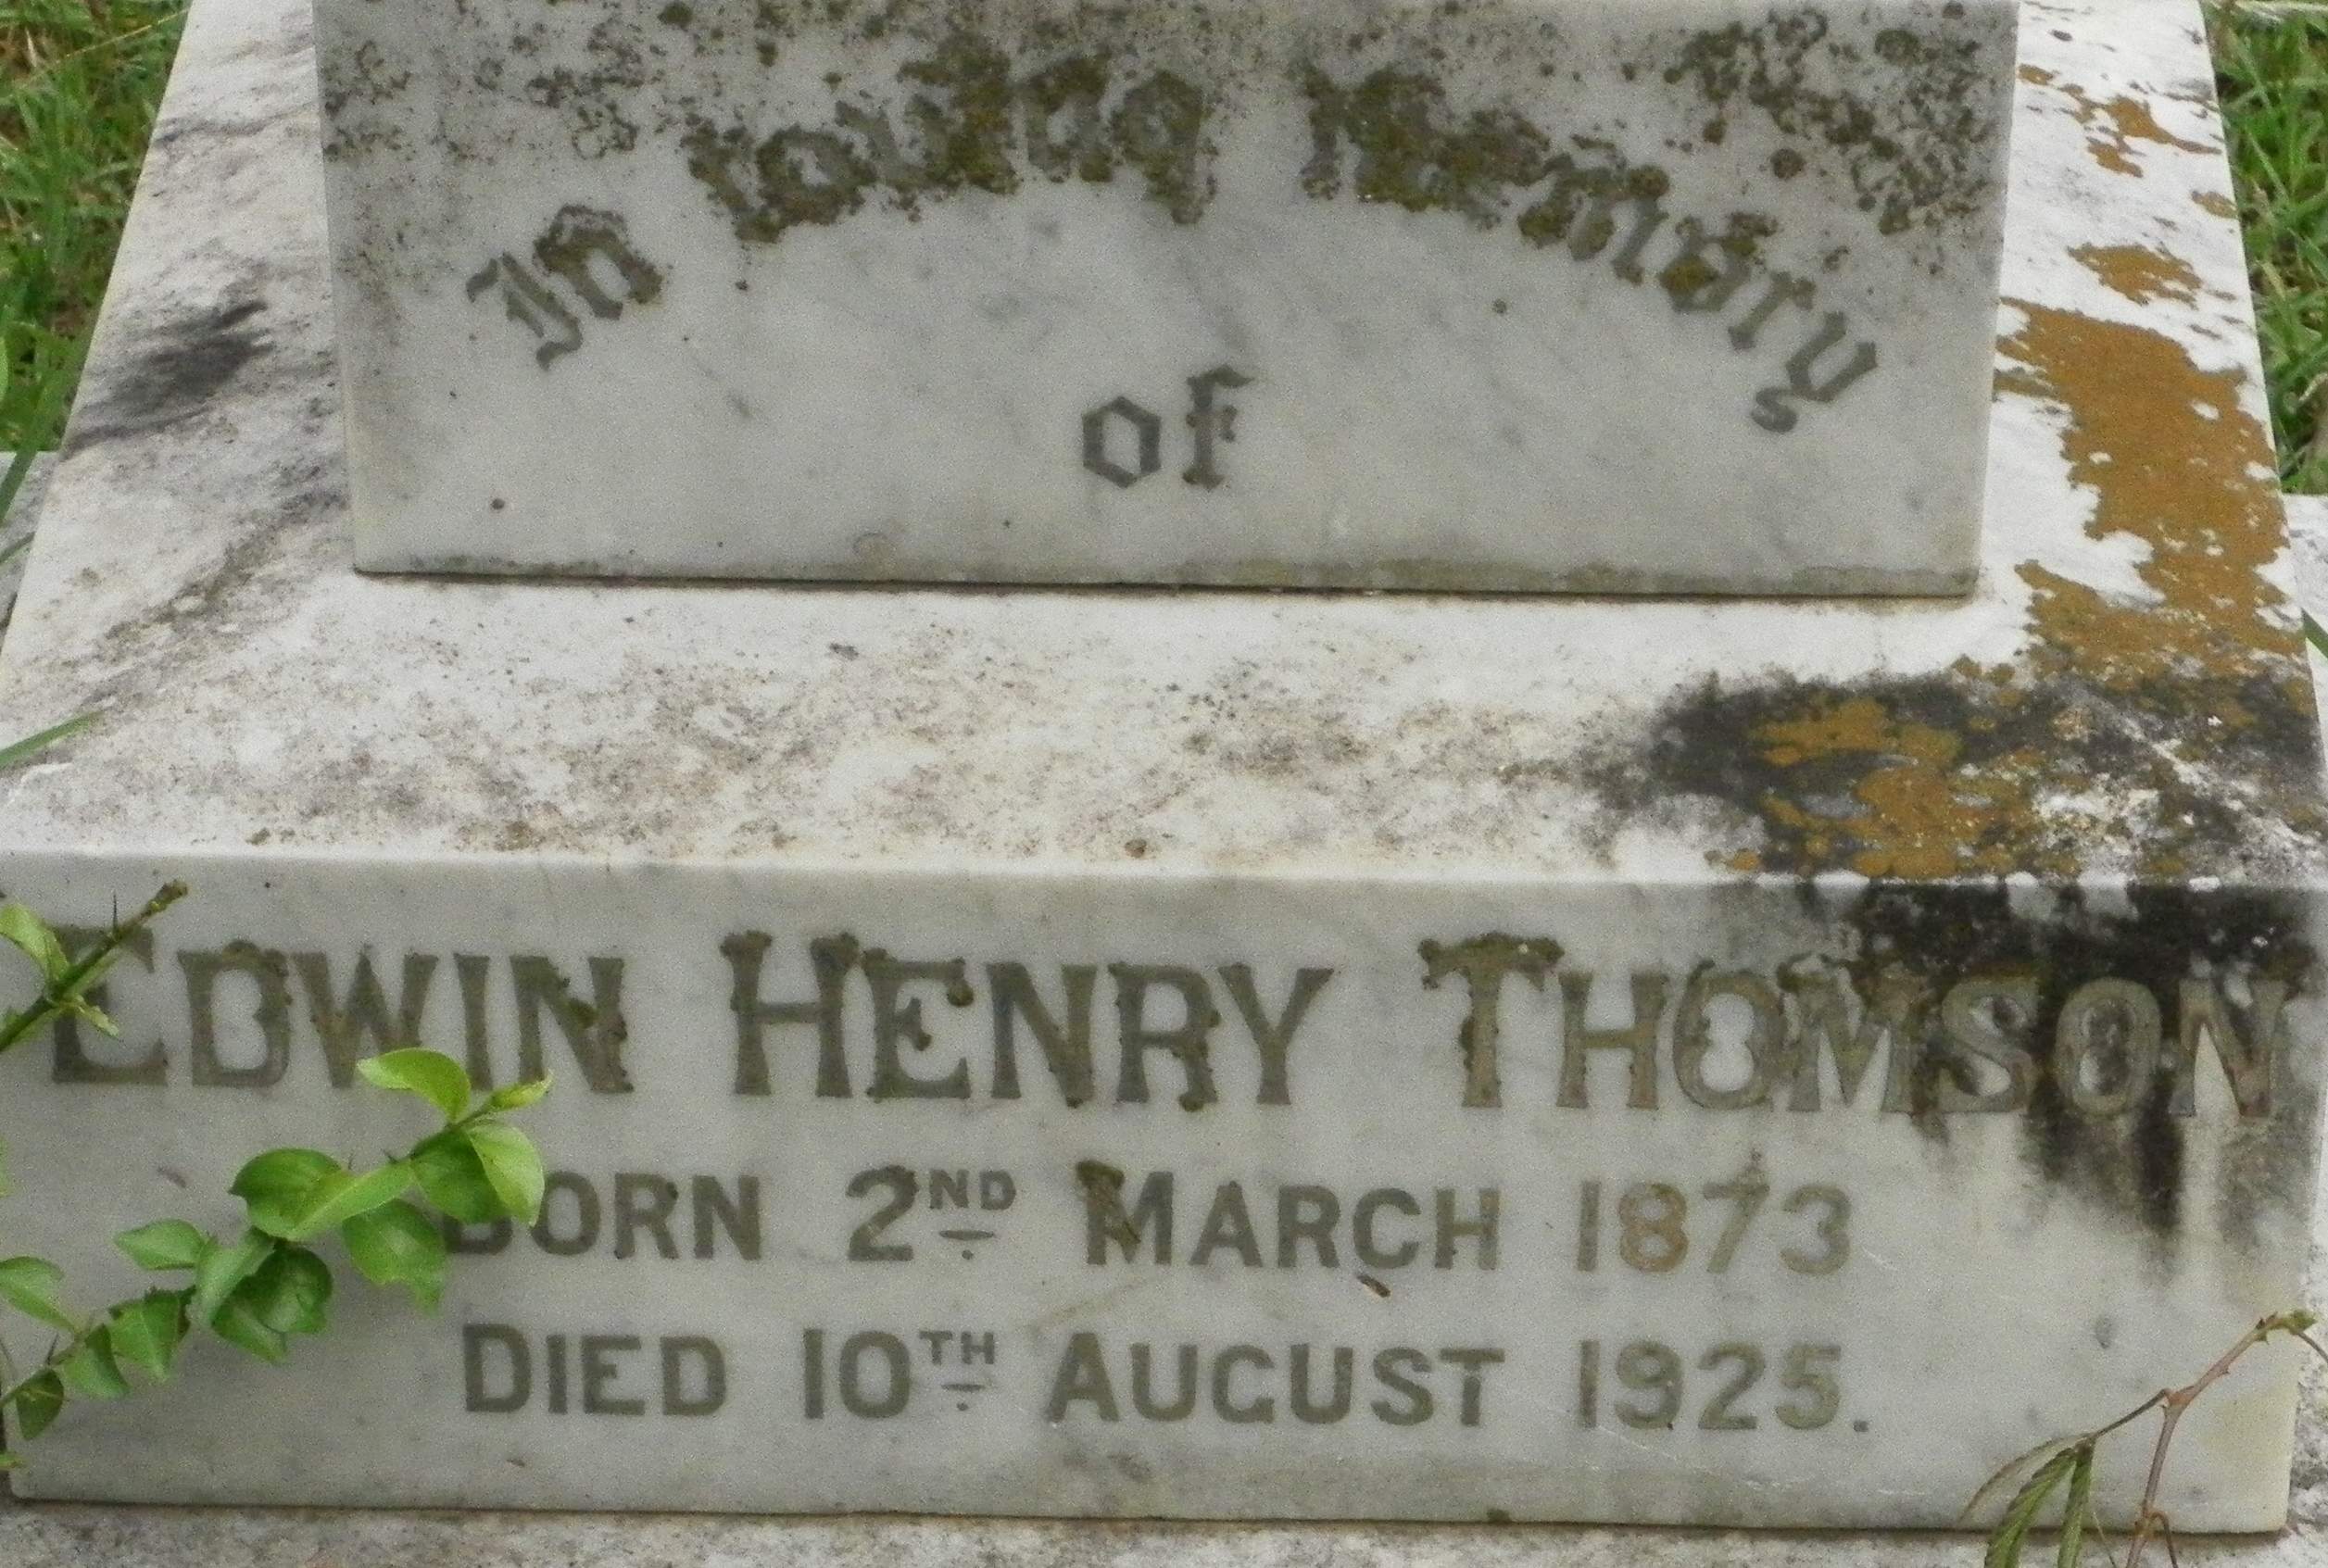 In loving memory
of
EDWIN HENRY THOMSON
BORN 2ND MARCH 1873
DIED 10TH AUGUST 1925.